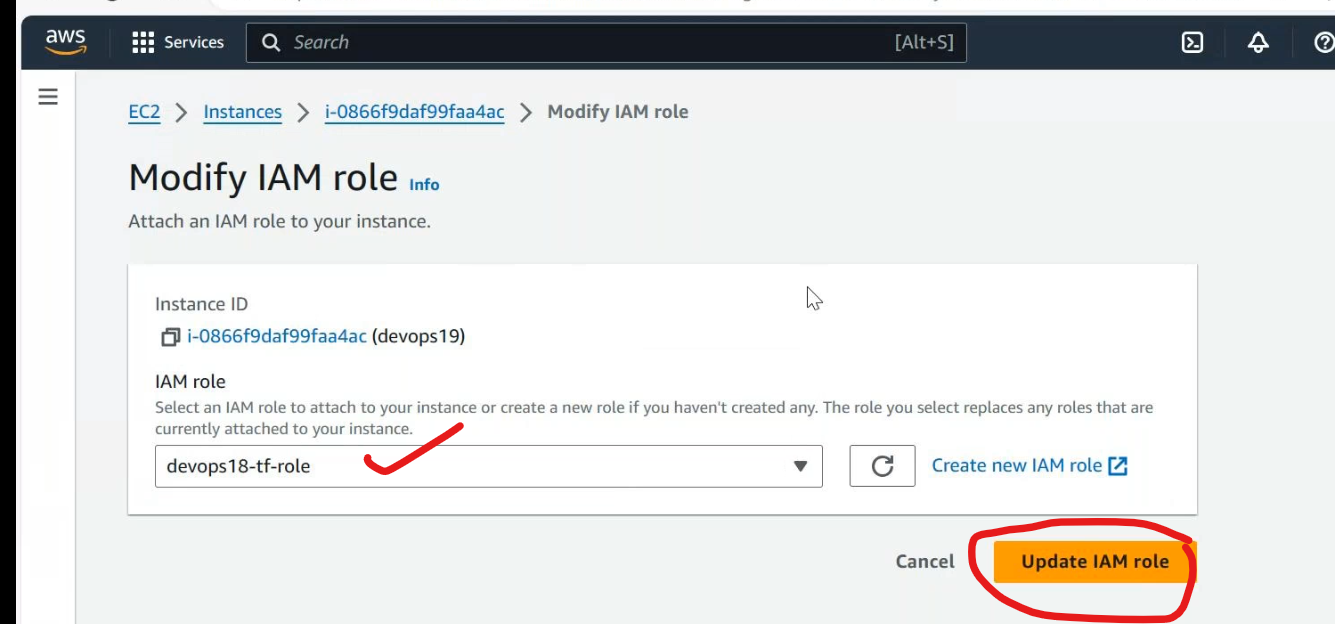 aws
Services
Search
[Alt+S]
EC2 > Instances > i-0866f9daf99faa4ac > Modify IAM role
Modify IAM role Info
Attach an IAM role to your instance.
Instance ID
i-0866f9daf99faa4ac (devops19)
IAM role
Select an IAM role to attach to your instance or create a new role if you haven't created any. The role you select replaces any roles that are
currently attached to your instance.
devops18-tf-role
Create new IAM role
Cancel
Update IAM role